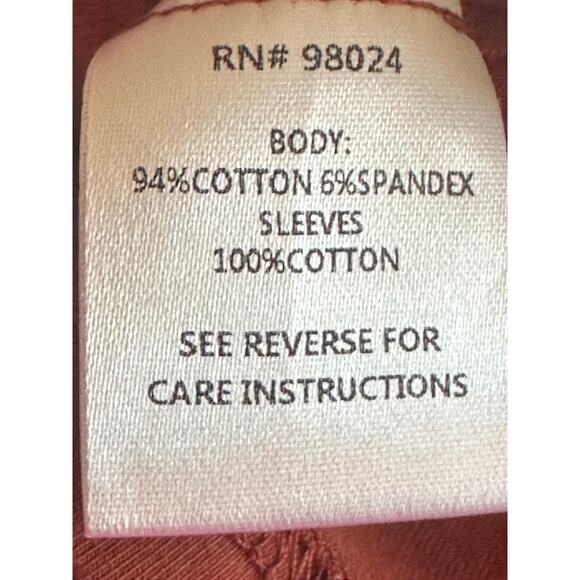 RN# 98024
BODY:
94%COTTON 6%SPANDEX
SLEEVES
100%COTTON
SEE REVERSE FOR
CARE INSTRUCTIONS